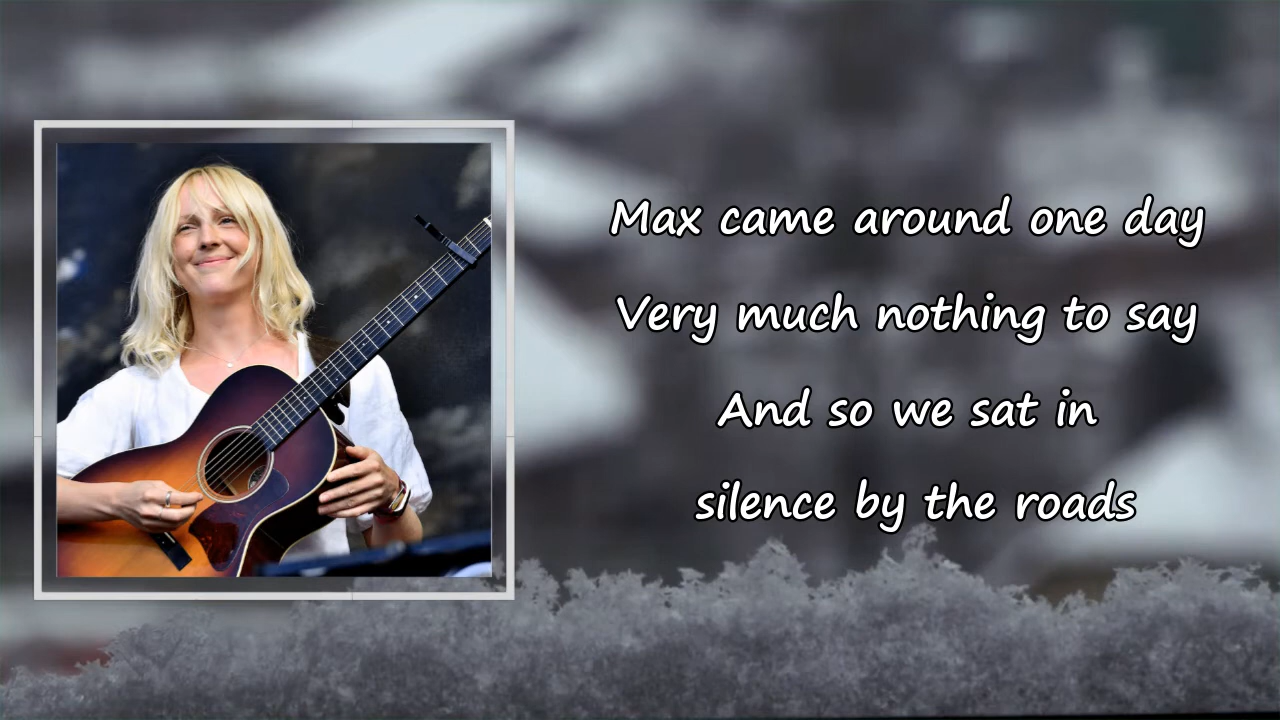 Max came around one day
Very much nothing to say
And so we sat in
silence by the roads